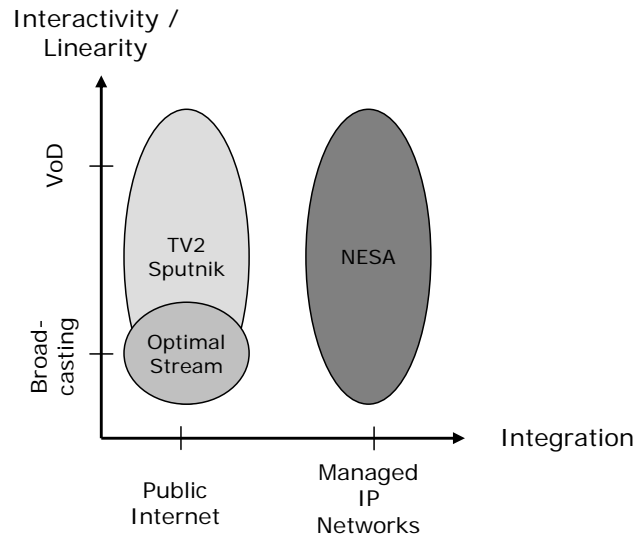 Interactivity /
Linearity
VoD
TV2
Sputnik
NESA
Broad-
casting
Optimal
Stream
Integration
Public
Internet
Managed
IP
Networks